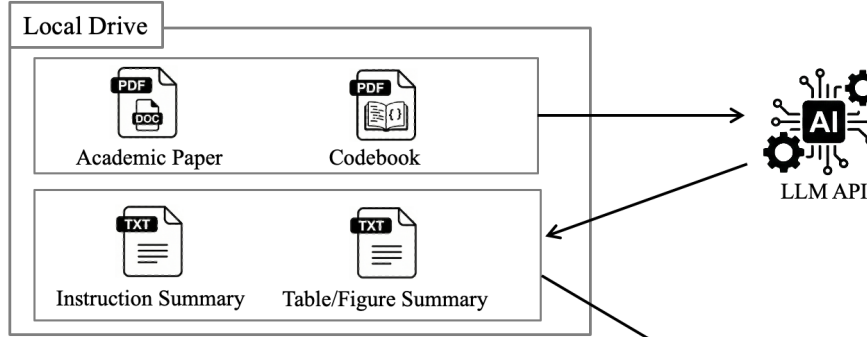 Local Drive
PDF
DOC
Academic Paper
PDF
{}
Codebook
AI
LLM API
TXT
Instruction Summary
TXT
Table/Figure Summary